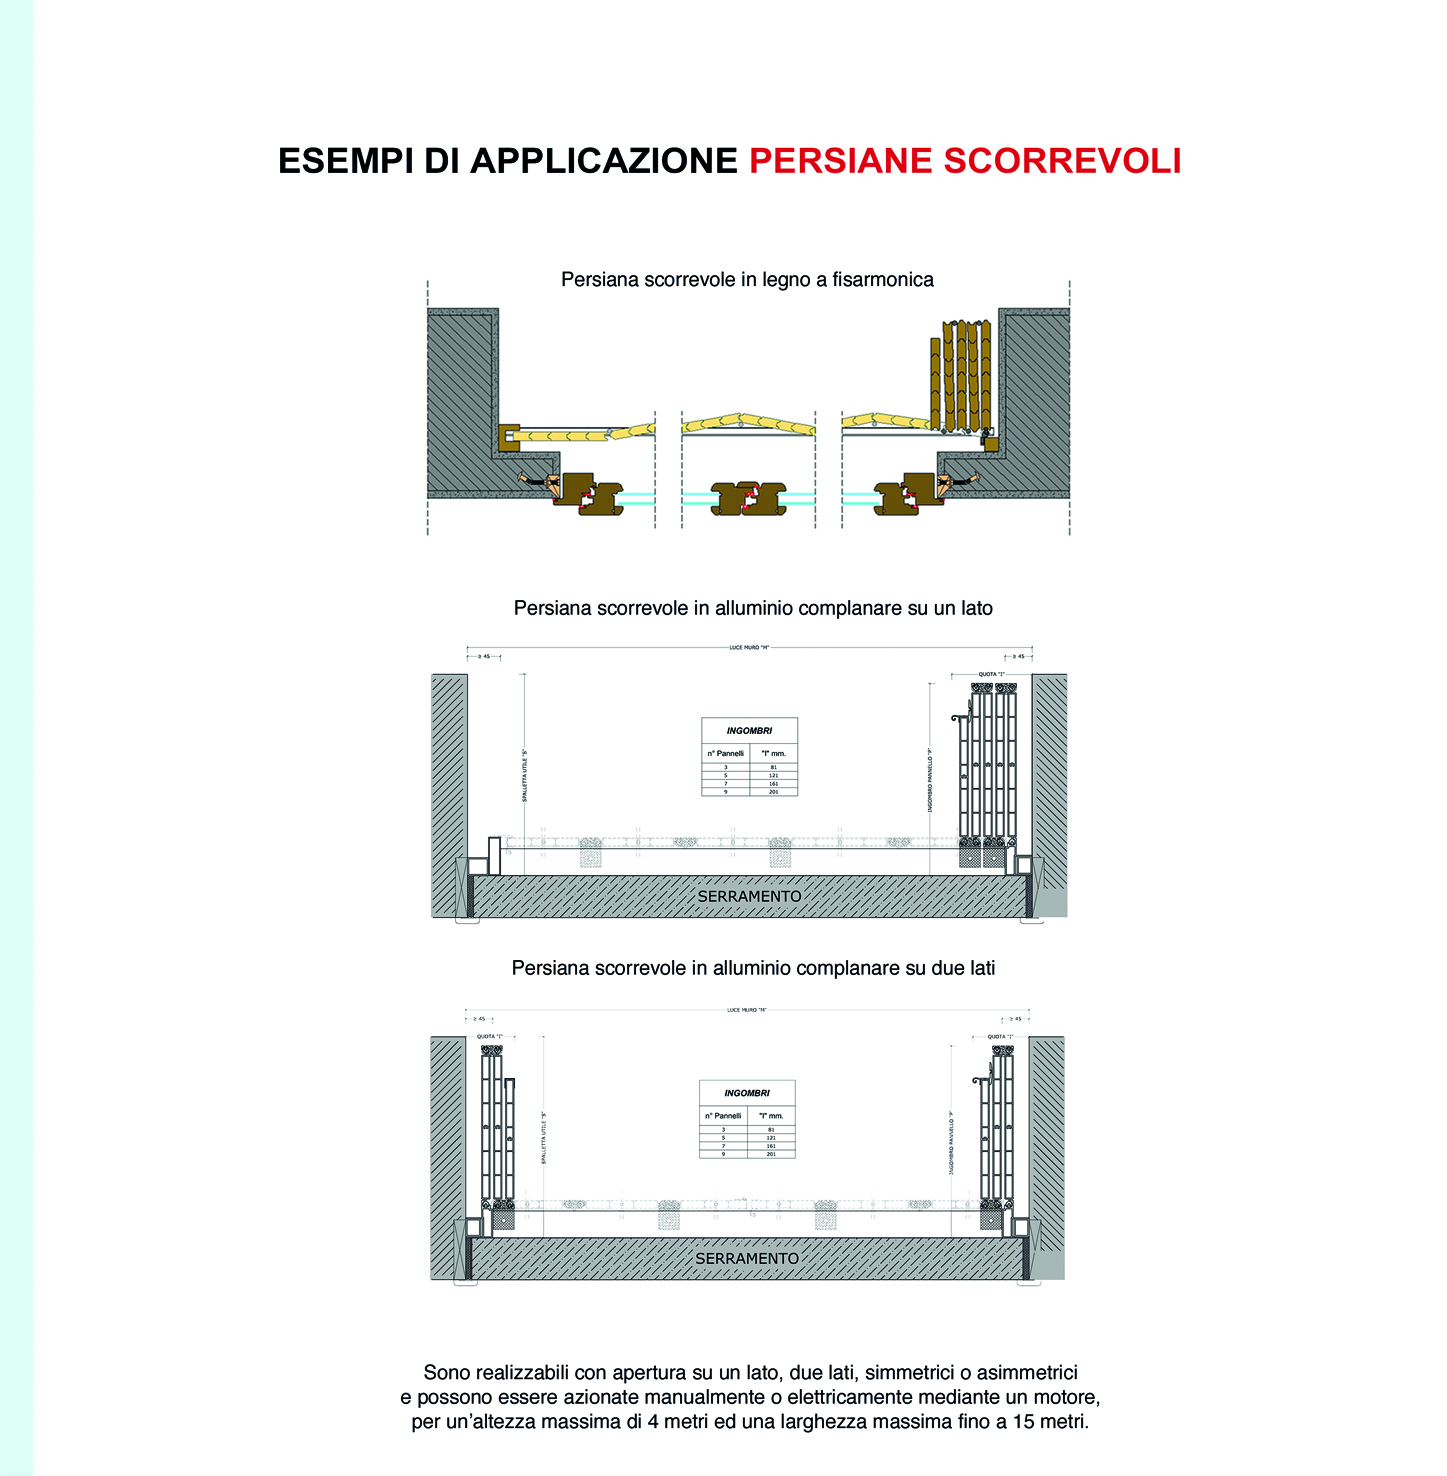 ESEMPI DI APPLICAZIONE PERSIANE SCORREVOLI
Persiana scorrevole in legno a fisarmonica
Persiana scorrevole in alluminio complanare su un lato
LUCE MURO "M"
≥ 45
≥ 45
QUOTA "I"
SPALLETTA UTILE "S"
INGOMBRO PANNELLO "P"
INGOMBRI
n° Pannelli "I" mm.
3 81
5 121
7 161
9 201
SERRAMENTO
Persiana scorrevole in alluminio complanare su due lati
LUCE MURO "M"
≥ 45
≥ 45
QUOTA "I"
QUOTA "I"
SPALLETTA UTILE "S"
INGOMBRO PANNELLO "P"
INGOMBRI
n° Pannelli "I" mm.
3 81
5 121
7 161
9 201
SERRAMENTO
Sono realizzabili con apertura su un lato, due lati, simmetrici o asimmetrici
e possono essere azionate manualmente o elettricamente mediante un motore,
per un'altezza massima di 4 metri ed una larghezza massima fino a 15 metri.